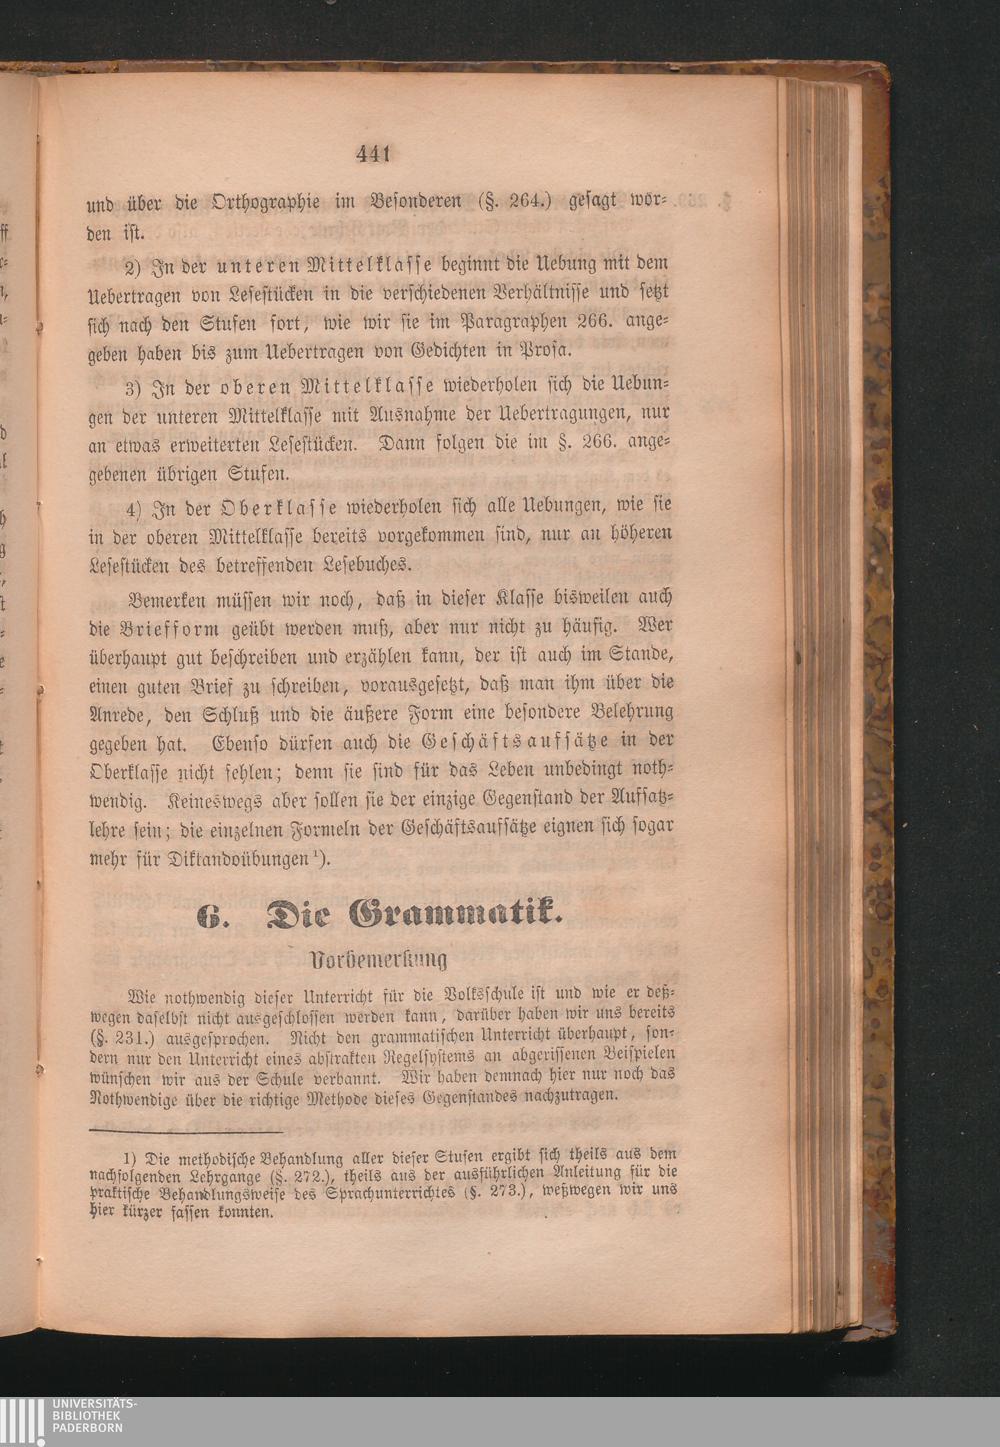 441
und über die Orthographie im Besonderen (§. 264.) gesagt wor-
den ist.
2) In der unteren Mittelklasse beginnt die Uebung mit dem
Uebertragen von Lesestücken in die verschiedenen Verhältnisse und setzt
sich nach den Stufen fort, wie wir sie im Paragraphen 266. ange-
geben haben bis zum Uebertragen von Gedichten in Prosa.
3) In der oberen Mittelklasse wiederholen sich die Uebun-
gen der unteren Mittelklasse mit Ausnahme der Uebertragungen, nur
an etwas erweiterten Lesestücken. Dann folgen die im §. 266. ange-
gebenen übrigen Stufen.
4) In der Oberklasse wiederholen sich alle Uebungen, wie sie
in der oberen Mittelklasse bereits vorgekommen sind, nur an höheren
Lesestücken des betreffenden Lesebuches.
Bemerken müssen wir noch, daß in dieser Klasse bisweilen auch
die Briefform geübt werden muß, aber nur nicht zu häufig. Wer
überhaupt gut beschreiben und erzählen kann, der ist auch im Stande,
einen guten Brief zu schreiben, vorausgesetzt, daß man ihm über die
Anrede, den Schluß und die äußere Form eine besondere Belehrung
gegeben hat. Ebenso dürfen auch die Geschäftsaufsätze in der
Oberklasse nicht fehlen; denn sie sind für das Leben unbedingt noth-
wendig. Keineswegs aber sollen sie der einzige Gegenstand der Aufsatz-
lehre sein; die einzelnen Formeln der Geschäftsaufsätze eignen sich sogar
mehr für Diktandoübungen ¹).
6. Die Grammatik.
Vorbemerkung
Wie nothwendig dieser Unterricht für die Volksschule ist und wie er deß-
wegen daselbst nicht ausgeschlossen werden kann, darüber haben wir uns bereits
(§. 231.) ausgesprochen. Nicht den grammatischen Unterricht überhaupt, son-
dern nur den Unterricht eines abstrakten Regelsystems an abgerissenen Beispielen
wünschen wir aus der Schule verbannt. Wir haben demnach hier nur noch das
Nothwendige über die richtige Methode dieses Gegenstandes nachzutragen.
1) Die methodische Behandlung aller dieser Stufen ergibt sich theils aus dem
nachfolgenden Lehrgange (§. 272.), theils aus der ausführlichen Anleitung für die
praktische Behandlungsweise des Sprachunterrichtes (§. 273.), weßwegen wir uns
hier kürzer fassen konnten.
UNIVERSITÄTS-
BIBLIOTHEK
PADERBORN